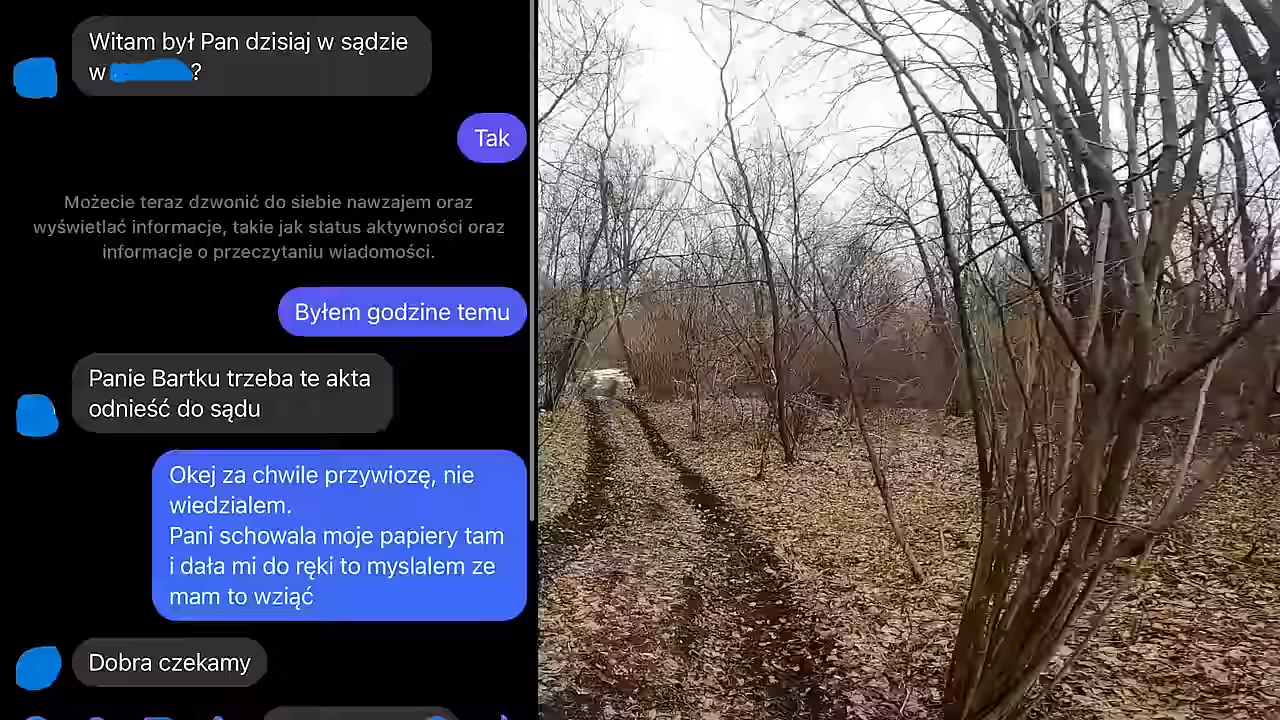 Witam był Pan dzisiaj w sądzie
w ?
Tak
Możecie teraz dzwonić do siebie nawzajem oraz
wyświetlać informacje, takie jak status aktywności oraz
informacje o przeczytaniu wiadomości.
Byłem godzine temu
Panie Bartku trzeba te akta
odnieść do sądu
Okej za chwile przywiozę, nie
wiedzialem.
Pani schowala moje papiery tam
i dała mi do ręki to myslalem ze
mam to wziąć
Dobra czekamy